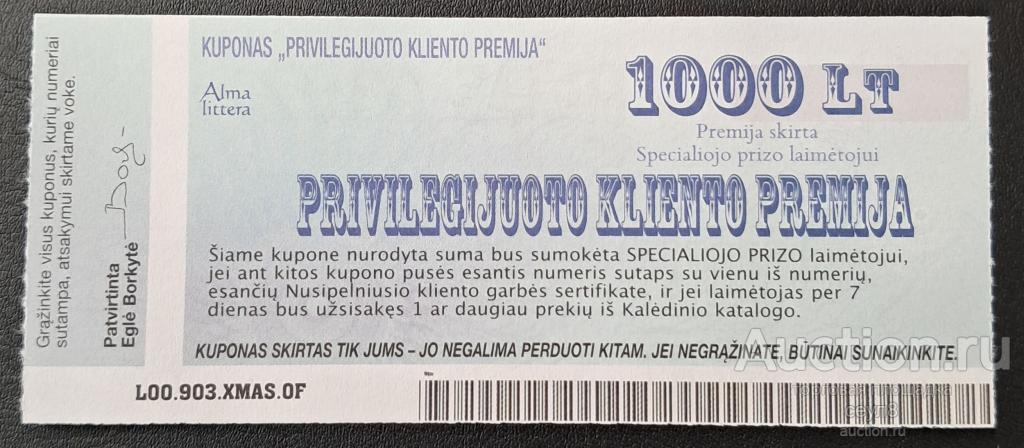 Grąžinkite visus kuponus, kurių numeriai
sutampa, atsakymui skirtame voke.
Patvirtinta
Eglė Borkytė
KUPONAS „PRIVILEGIJUOTO KLIENTO PREMIJA“
Alma
littera
1000 LT
Premija skirta
Specialiojo prizo laimėtojui
PRIVILEGIJUOTO KLIENTO PREMIJA
Šiame kupone nurodyta suma bus sumokėta SPECIALIOJO PRIZO laimėtojui,
jei ant kitos kupono pusės esantis numeris sutaps su vienu iš numerių,
esančių Nusipelniusio kliento garbės sertifikate, ir jei laimėtojas per 7
dienas bus užsisakęs 1 ar daugiau prekių iš Kalėdinio katalogo.
KUPONAS SKIRTAS TIK JUMS – JO NEGALIMA PERDUOTI KITAM. JEI NEGRĄŽINATE, BŪTINAI SUNAIKINKITE.
L00.903.XMAS.OF
Auction.ru
auction.ru